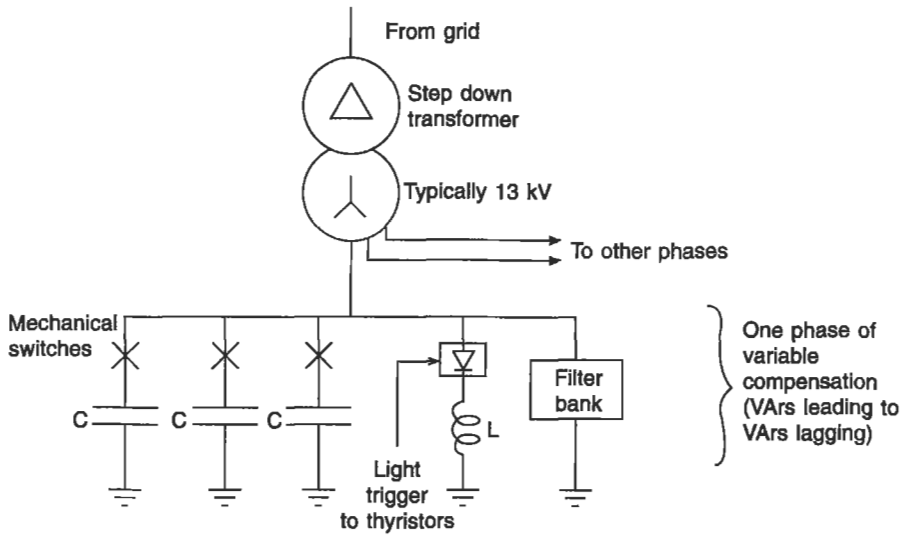 From grid
Step down
transformer
Typically 13 kV
To other phases
Mechanical
switches
C
C
C
L
Filter
bank
Light
trigger
to thyristors
One phase of
variable
compensation
(VArs leading to
VArs lagging)